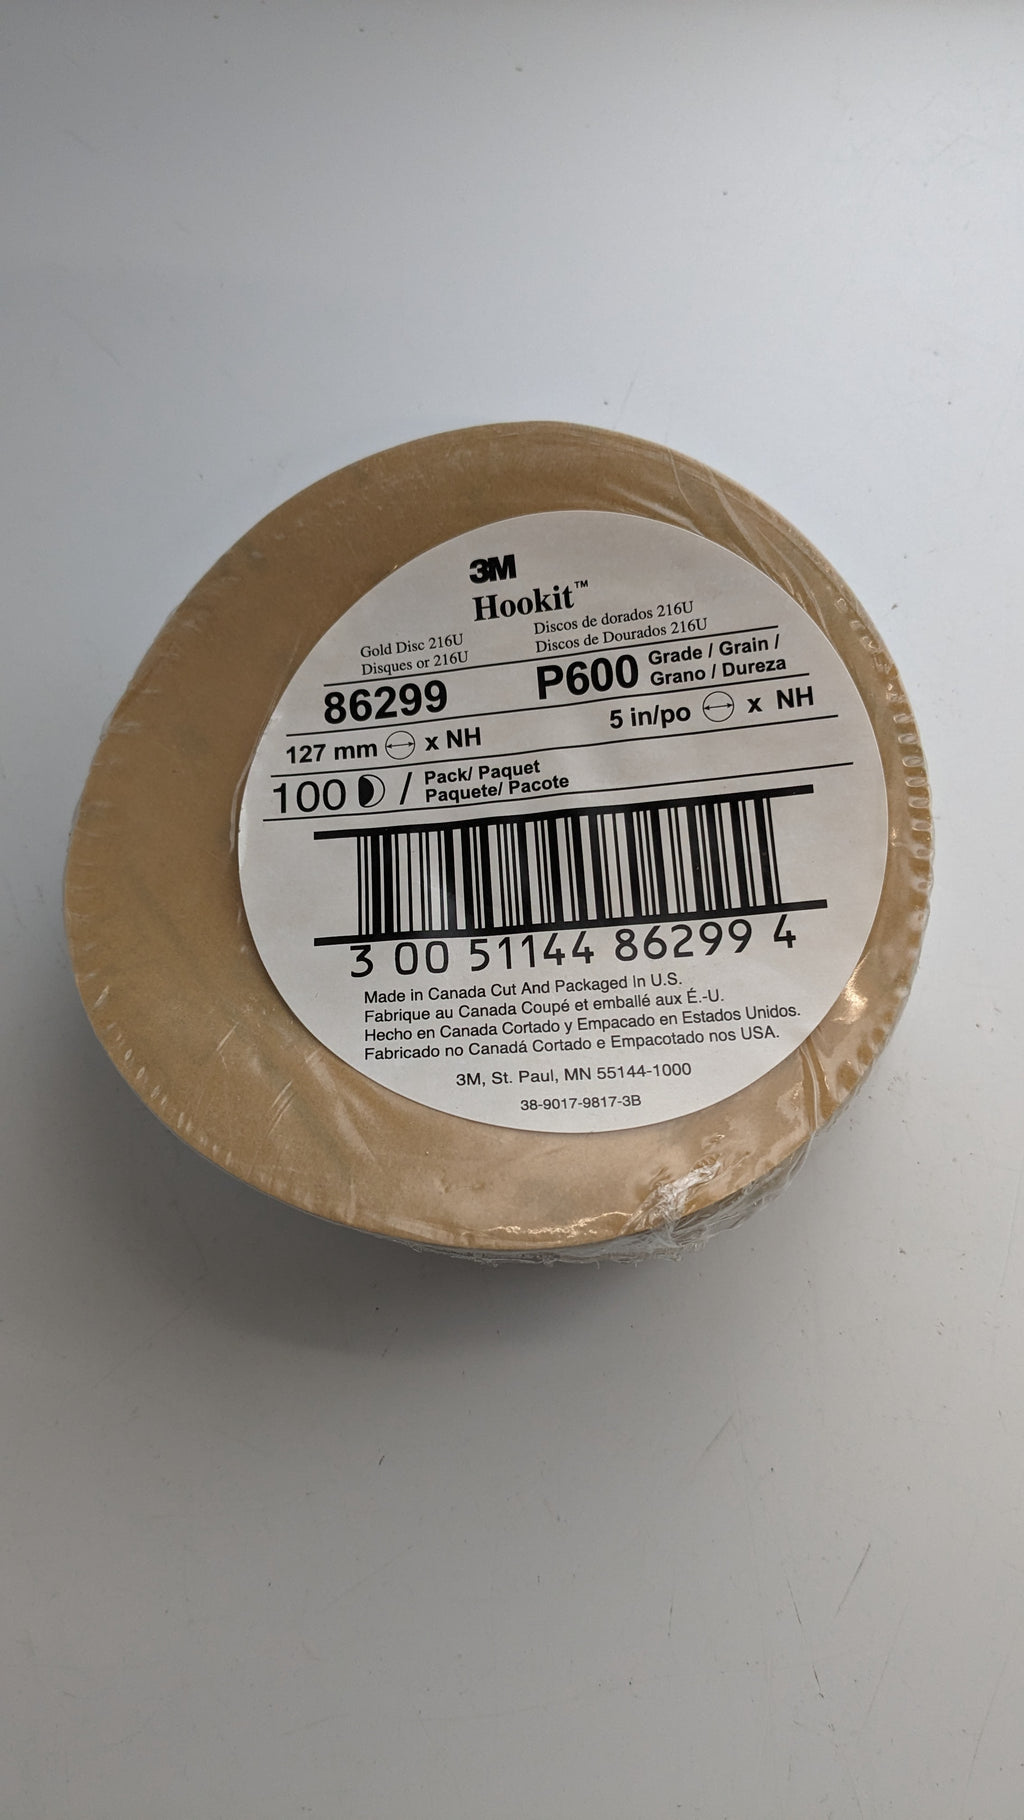 3M
Hookit™
Gold Disc 216U
Disques or 216U
Discos de dorados 216U
Discos de Dourados 216U
86299
P600 Grade / Grain /
Grano / Dureza
127 mm x NH
5 in/po x NH
100 / Pack/ Paquet
Paquete/ Pacote
3 00 51144 86299 4
Made in Canada Cut And Packaged In U.S.
Fabrique au Canada Coupé et emballé aux É.-U.
Hecho en Canada Cortado y Empacado en Estados Unidos.
Fabricado no Canadá Cortado e Empacotado nos USA.
3M, St. Paul, MN 55144-1000
38-9017-9817-3B